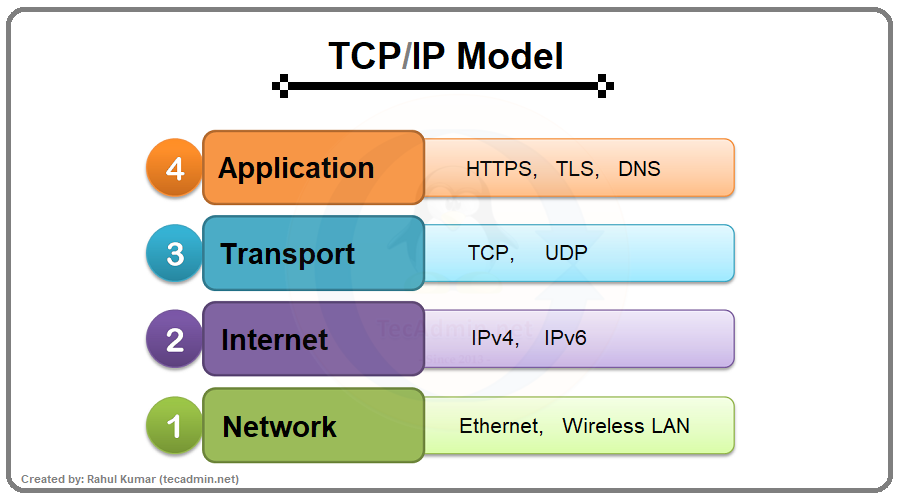 TCP/IP Model
4 Application HTTPS, TLS, DNS
3 Transport TCP, UDP
TecAdmin.net
2 Internet IPv4, IPv6
1 Network Ethernet, Wireless LAN
Created by: Rahul Kumar (tecadmin.net)